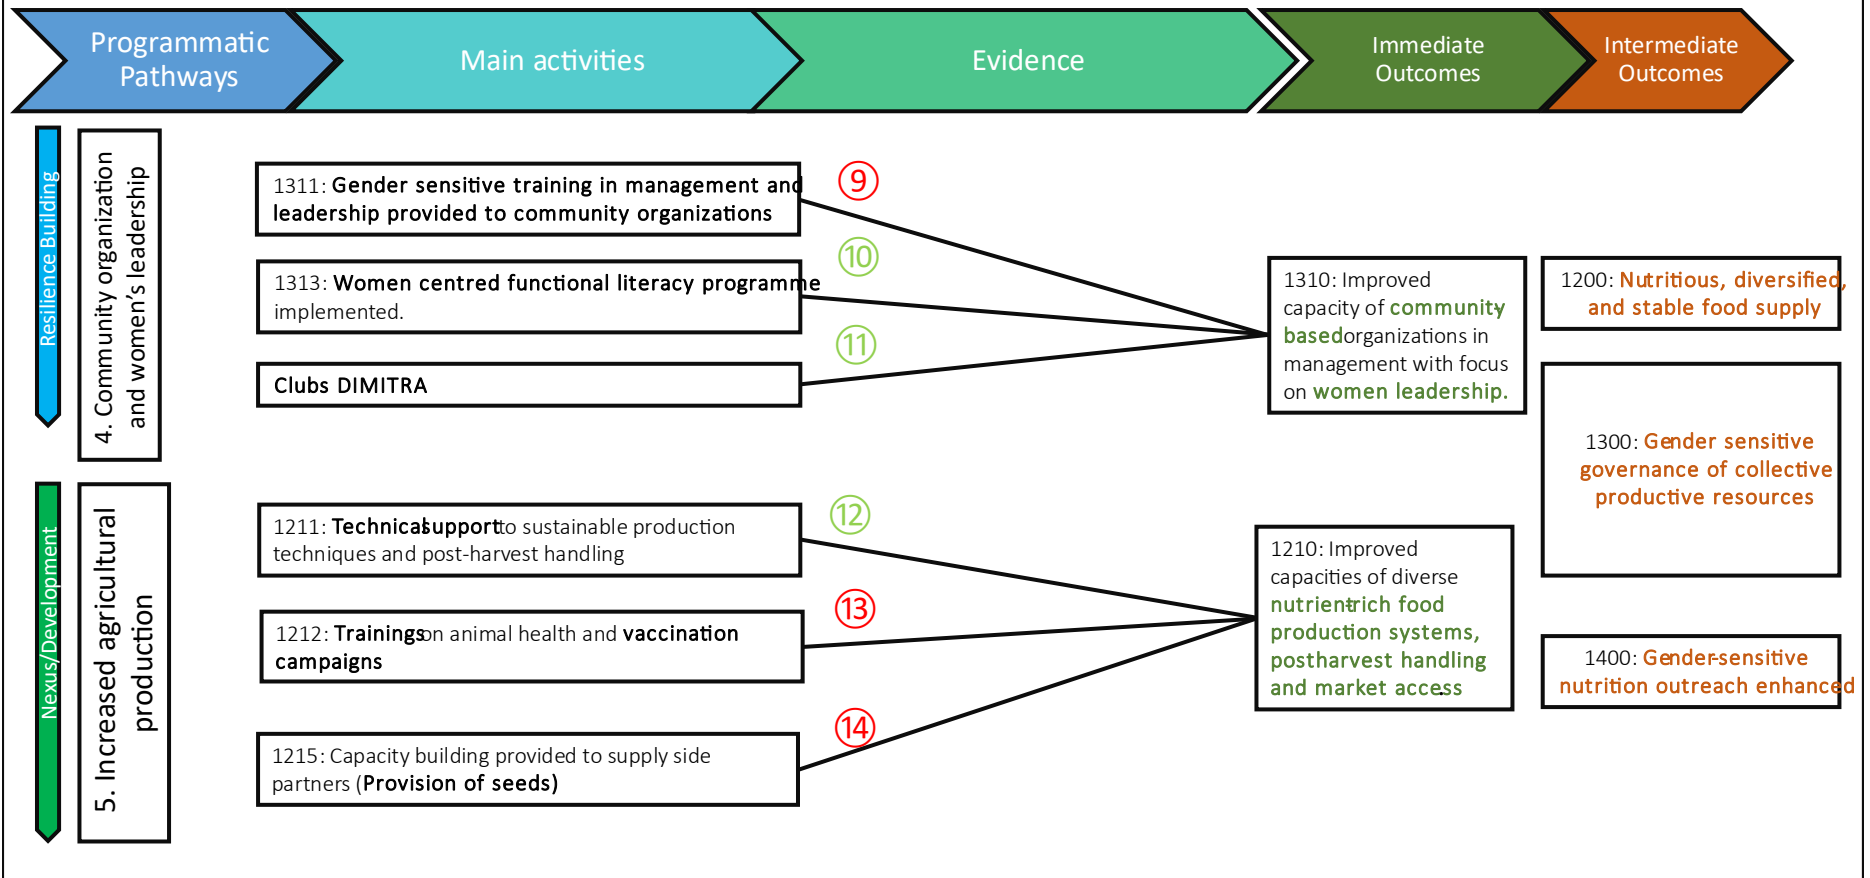 Programmatic
Pathways
Main activities
Evidence
Immediate
Outcomes
Intermediate
Outcomes
Resilience Building
4. Community organization
and women's leadership
1311: Gender sensitive training in management and
leadership provided to community organizations
9
1313: Women centred functional literacy programme
implemented.
10
Clubs DIMITRA
11
1310: Improved
capacity of community-
based organizations in
management with focus
on women leadership.
1200: Nutritious, diversified,
and stable food supply
1300: Gender sensitive
governance of collective
productive resources
Nexus/Development
5. Increased agricultural
production
1211: Technical support to sustainable production
techniques and post-harvest handling
12
1212: Trainings on animal health and vaccination
campaigns
13
1215: Capacity building provided to supply side
partners (Provision of seeds)
14
1210: Improved
capacities of diverse
nutrient-rich food
production systems,
postharvest handling
and market access.
1400: Gender-sensitive
nutrition outreach enhanced